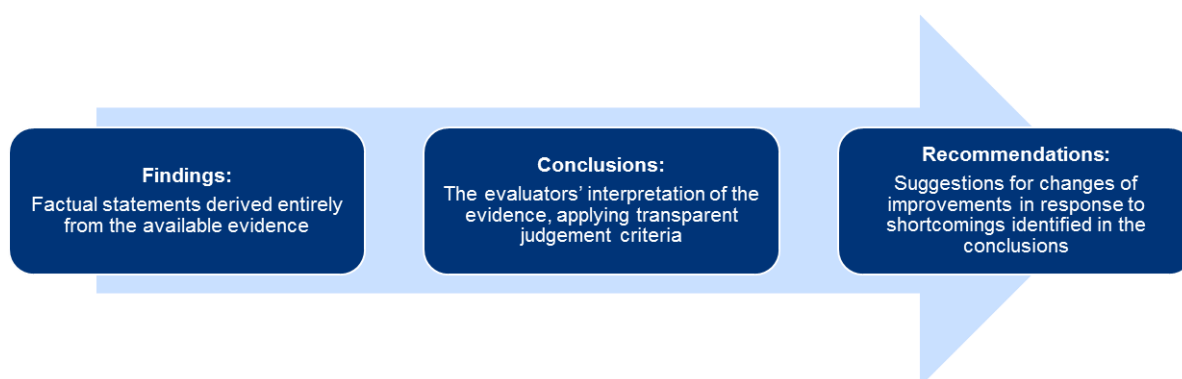 Findings:
Factual statements derived entirely
from the available evidence
Conclusions:
The evaluators’ interpretation of the
evidence, applying transparent
judgement criteria
Recommendations:
Suggestions for changes of
improvements in response to
shortcomings identified in the
conclusions